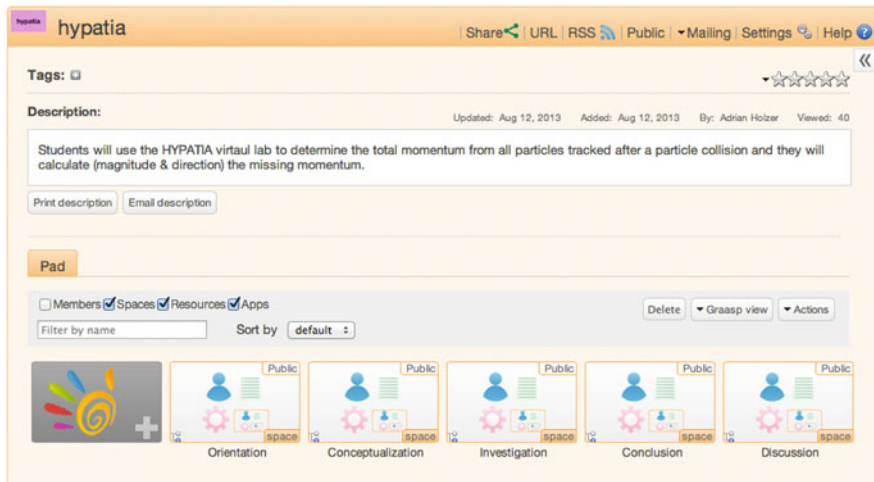 hypatia
hypatia
Share | URL | RSS | Public | Mailing | Settings | Help
Tags:
Description:
Updated: Aug 12, 2013 Added: Aug 12, 2013 By: Adrian Holzer Viewed: 40
Students will use the HYPATIA virtaul lab to determine the total momentum from all particles tracked after a particle collision and they will
calculate (magnitude & direction) the missing momentum.
Print description Email description
Pad
Members Spaces Resources Apps
Delete Graasp view Actions
Filter by name Sort by default
Public Public Public Public Public
space space space space space
Orientation Conceptualization Investigation Conclusion Discussion